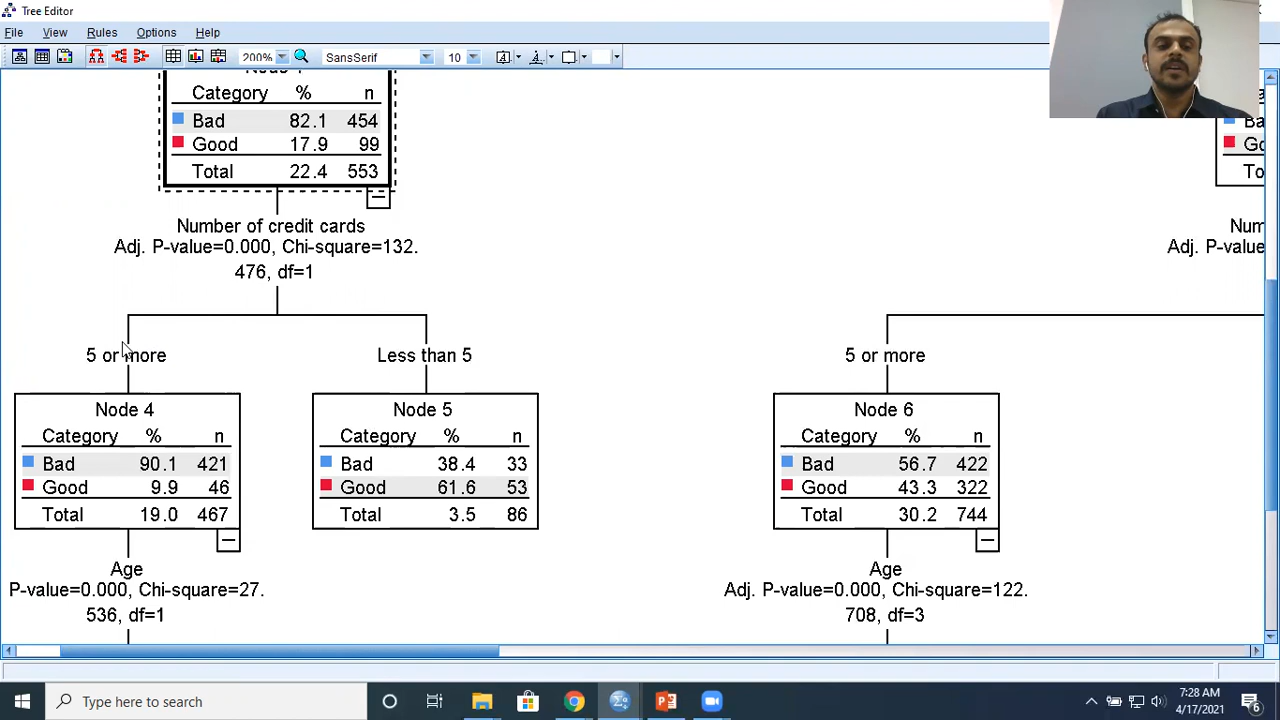 Tree Editor
File View Rules Options Help
200% SansSerif 10
Category % n
Bad 82.1 454
Good 17.9 99
Total 22.4 553
Number of credit cards
Adj. P-value=0.000, Chi-square=132.
476, df=1
Adj. P-value
5 or more
Less than 5
5 or more
Node 4
Category % n
Bad 90.1 421
Good 9.9 46
Total 19.0 467
Node 5
Category % n
Bad 38.4 33
Good 61.6 53
Total 3.5 86
Node 6
Category % n
Bad 56.7 422
Good 43.3 322
Total 30.2 744
Age
P-value=0.000, Chi-square=27.
536, df=1
Age
Adj. P-value=0.000, Chi-square=122.
708, df=3
Type here to search
7:28 AM
4/17/2021
6